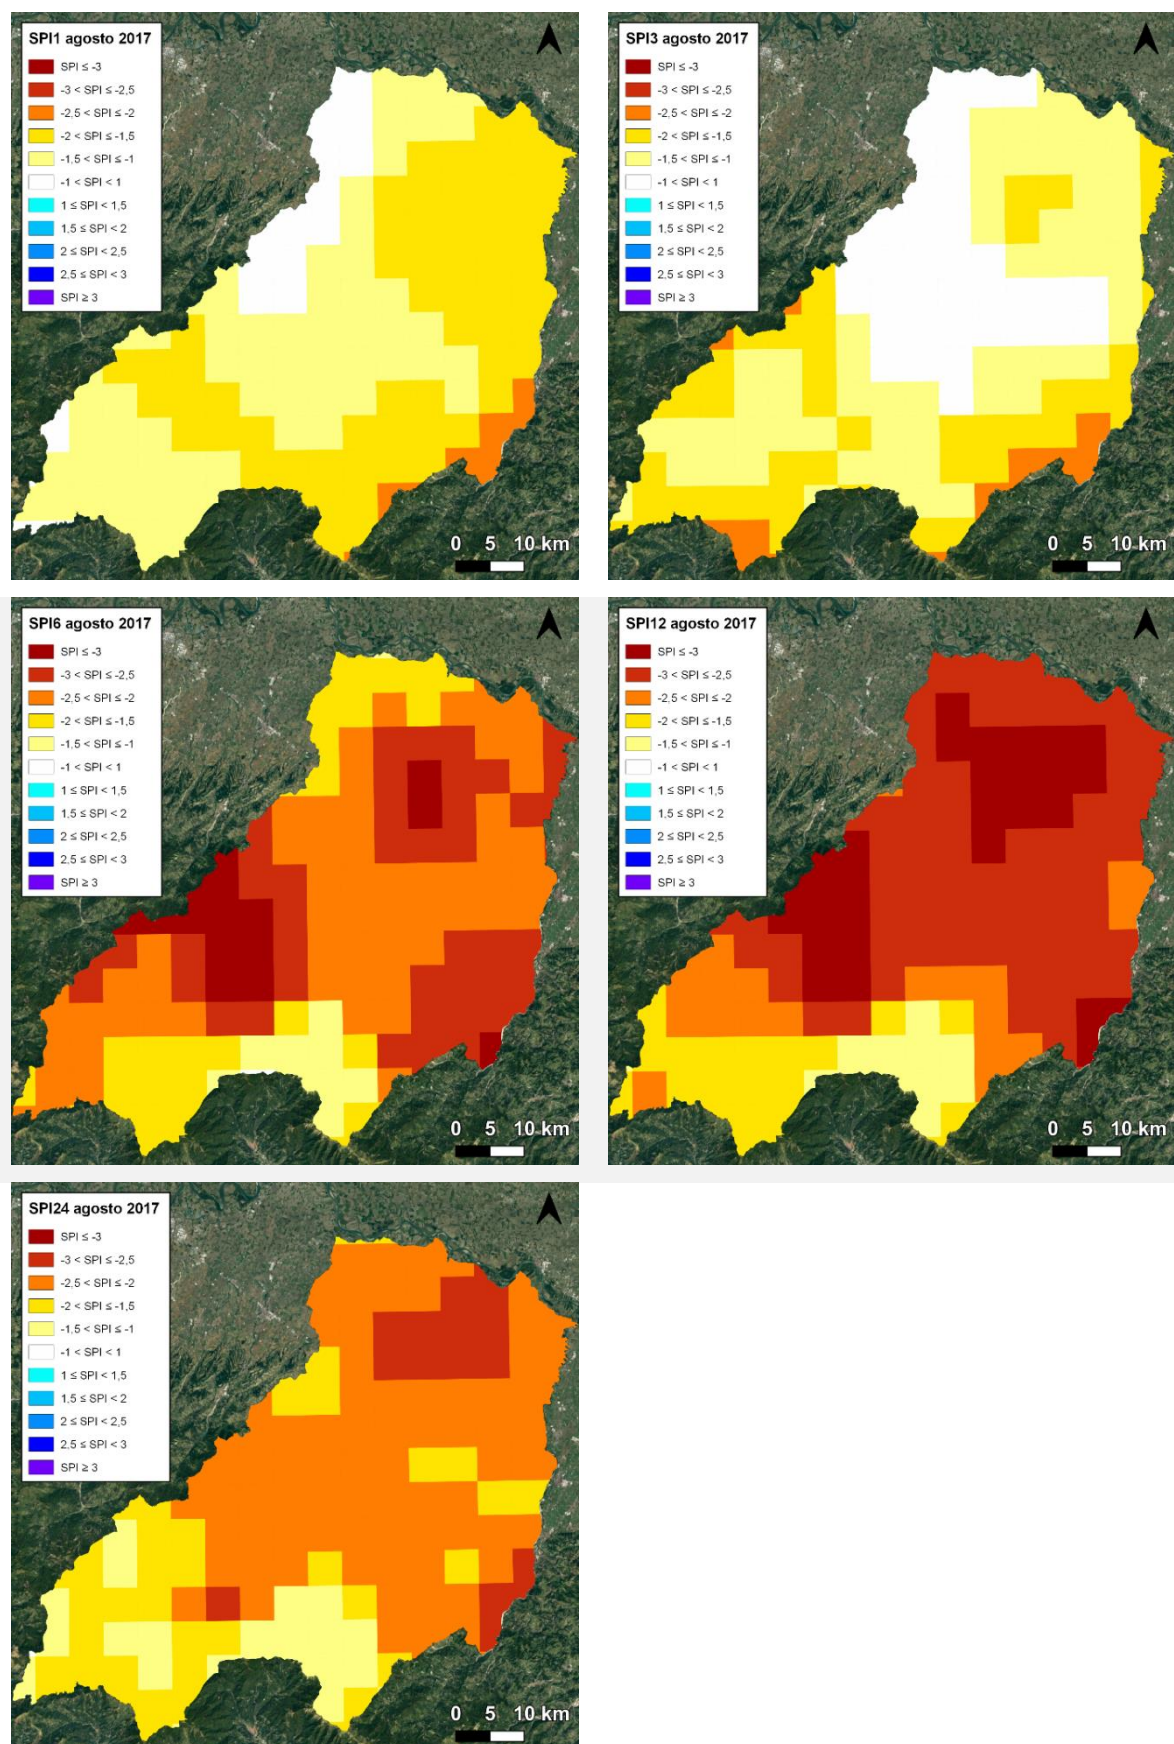 SPI1 agosto 2017
SPI ≤ -3
-3 < SPI ≤ -2,5
-2,5 < SPI ≤ -2
-2 < SPI ≤ -1,5
-1,5 < SPI ≤ -1
-1 < SPI < 1
1 ≤ SPI < 1,5
1,5 ≤ SPI < 2
2 ≤ SPI < 2,5
2,5 ≤ SPI < 3
SPI ≥ 3
0 5 10 km
SPI3 agosto 2017
SPI ≤ -3
-3 < SPI ≤ -2,5
-2,5 < SPI ≤ -2
-2 < SPI ≤ -1,5
-1,5 < SPI ≤ -1
-1 < SPI < 1
1 ≤ SPI < 1,5
1,5 ≤ SPI < 2
2 ≤ SPI < 2,5
2,5 ≤ SPI < 3
SPI ≥ 3
0 5 10 km
SPI6 agosto 2017
SPI ≤ -3
-3 < SPI ≤ -2,5
-2,5 < SPI ≤ -2
-2 < SPI ≤ -1,5
-1,5 < SPI ≤ -1
-1 < SPI < 1
1 ≤ SPI < 1,5
1,5 ≤ SPI < 2
2 ≤ SPI < 2,5
2,5 ≤ SPI < 3
SPI ≥ 3
0 5 10 km
SPI12 agosto 2017
SPI ≤ -3
-3 < SPI ≤ -2,5
-2,5 < SPI ≤ -2
-2 < SPI ≤ -1,5
-1,5 < SPI ≤ -1
-1 < SPI < 1
1 ≤ SPI < 1,5
1,5 ≤ SPI < 2
2 ≤ SPI < 2,5
2,5 ≤ SPI < 3
SPI ≥ 3
0 5 10 km
SPI24 agosto 2017
SPI ≤ -3
-3 < SPI ≤ -2,5
-2,5 < SPI ≤ -2
-2 < SPI ≤ -1,5
-1,5 < SPI ≤ -1
-1 < SPI < 1
1 ≤ SPI < 1,5
1,5 ≤ SPI < 2
2 ≤ SPI < 2,5
2,5 ≤ SPI < 3
SPI ≥ 3
0 5 10 km